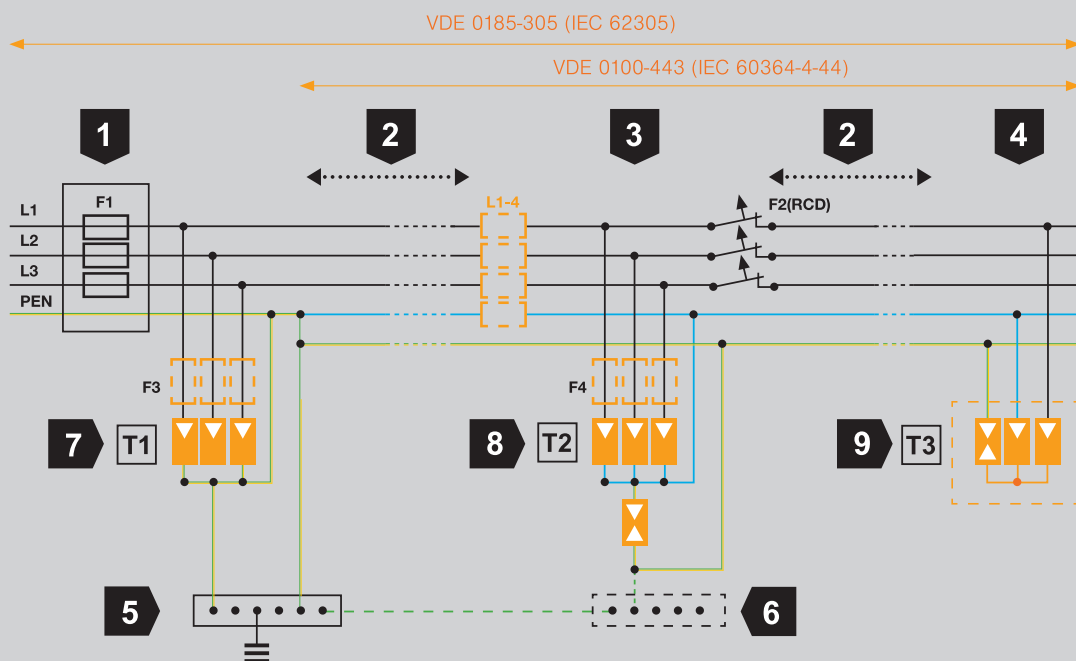 VDE 0185-305 (IEC 62305)
VDE 0100-443 (IEC 60364-4-44)
1
2
3
2
4
L1
F1
L1-4
F2(RCD)
L2
L3
PEN
F3
F4
7
T1
8
T2
9
T3
5
6